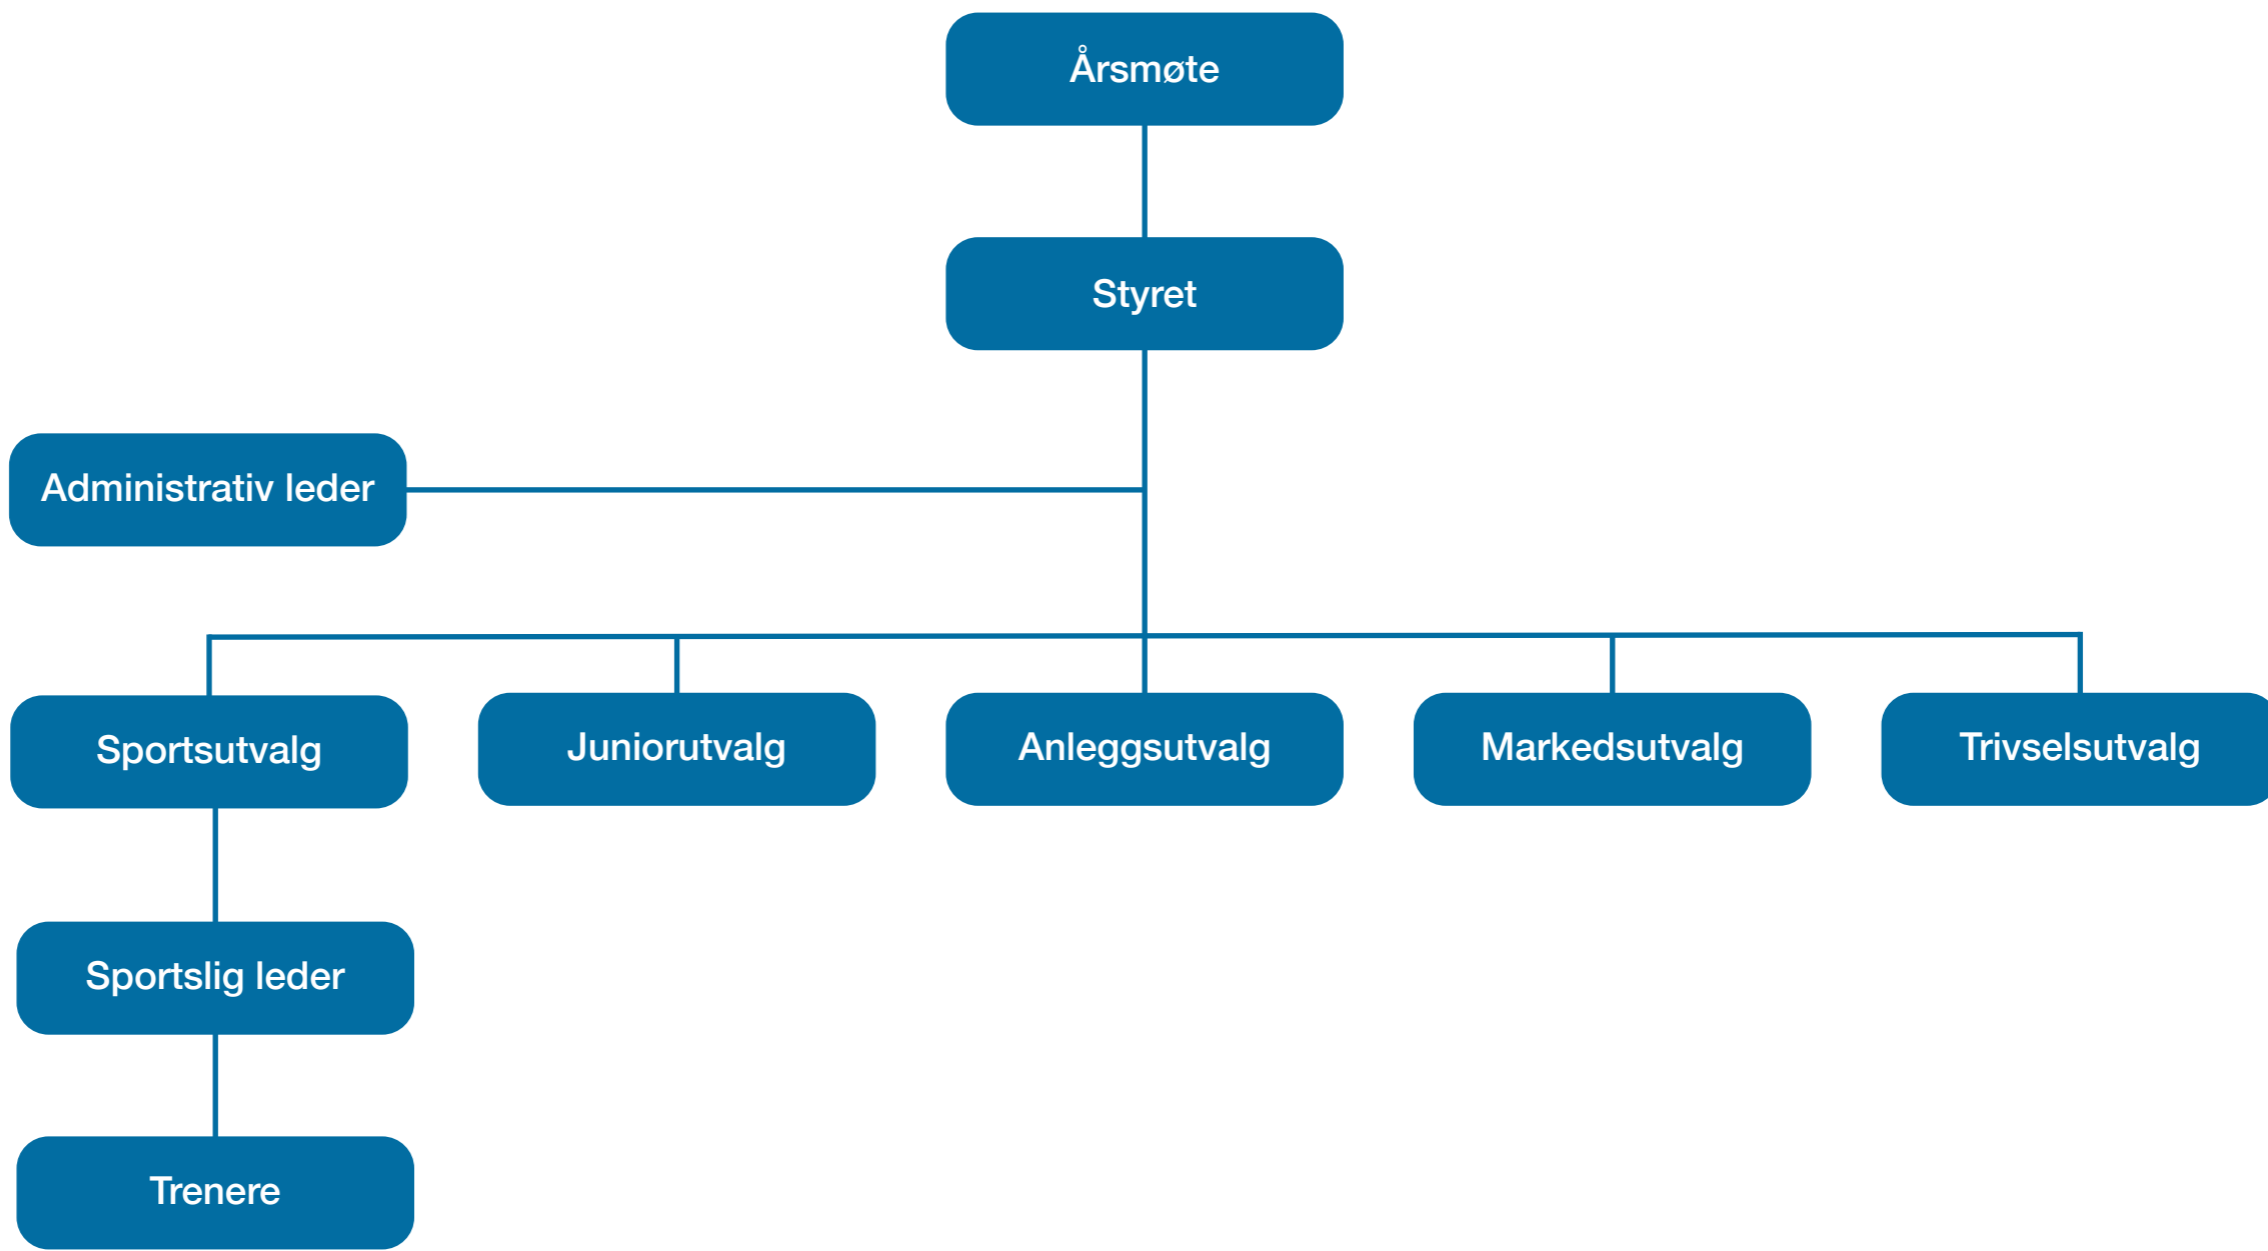 Årsmøte
Styret
Administrativ leder
Sportsutvalg
Juniorutvalg
Anleggsutvalg
Markedsutvalg
Trivselsutvalg
Sportslig leder
Trenere